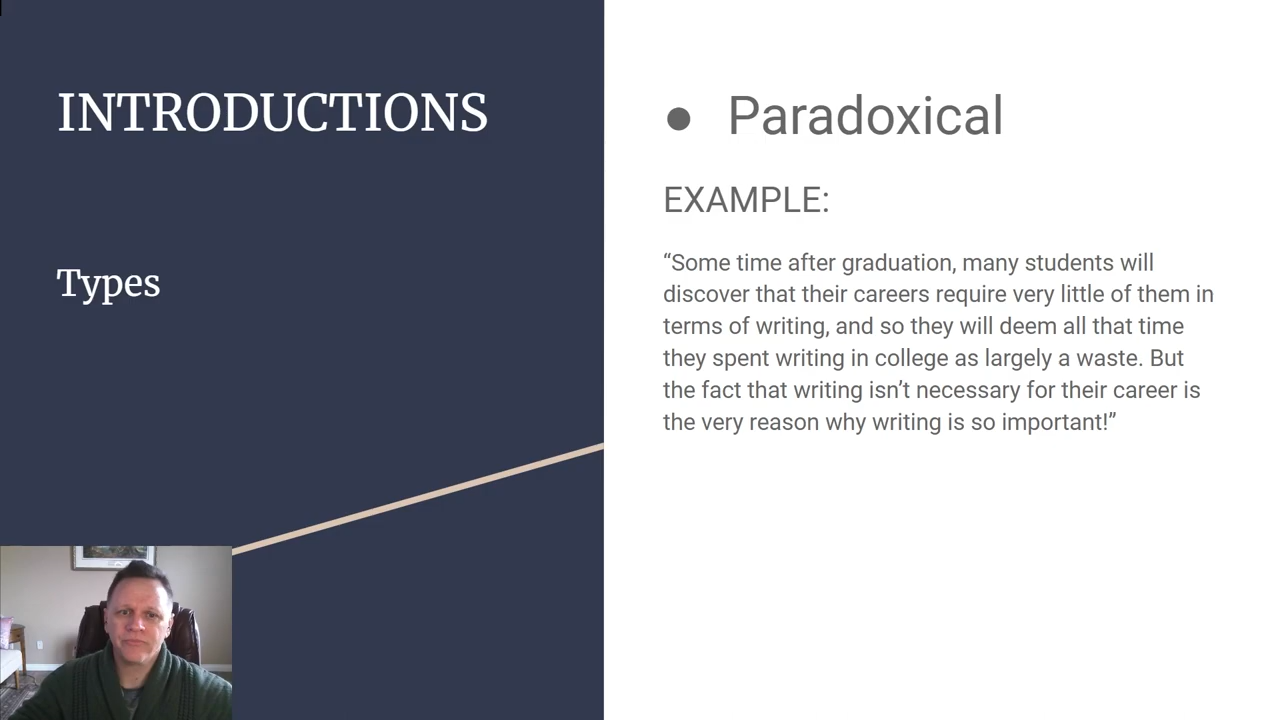 INTRODUCTIONS
Types
● Paradoxical
EXAMPLE:
“Some time after graduation, many students will
discover that their careers require very little of them in
terms of writing, and so they will deem all that time
they spent writing in college as largely a waste. But
the fact that writing isn’t necessary for their career is
the very reason why writing is so important!”